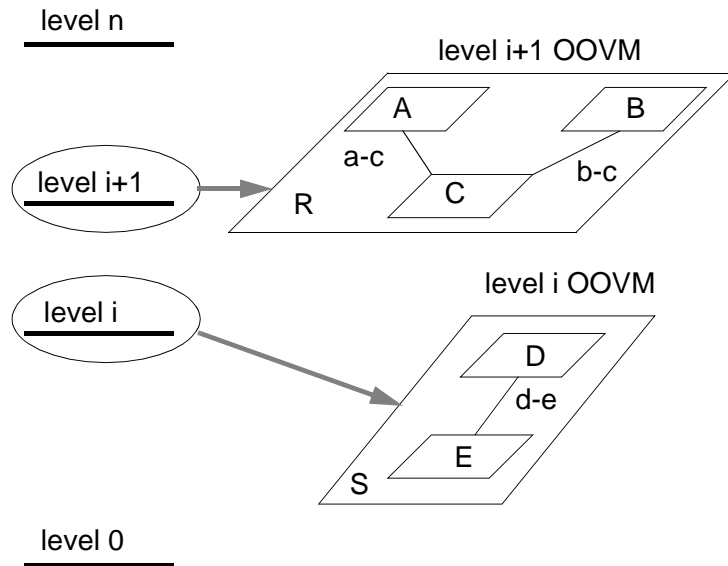 level n
level i+1 OOVM
A
B
a-c
b-c
level i+1
C
R
level i OOVM
level i
D
d-e
E
S
level 0